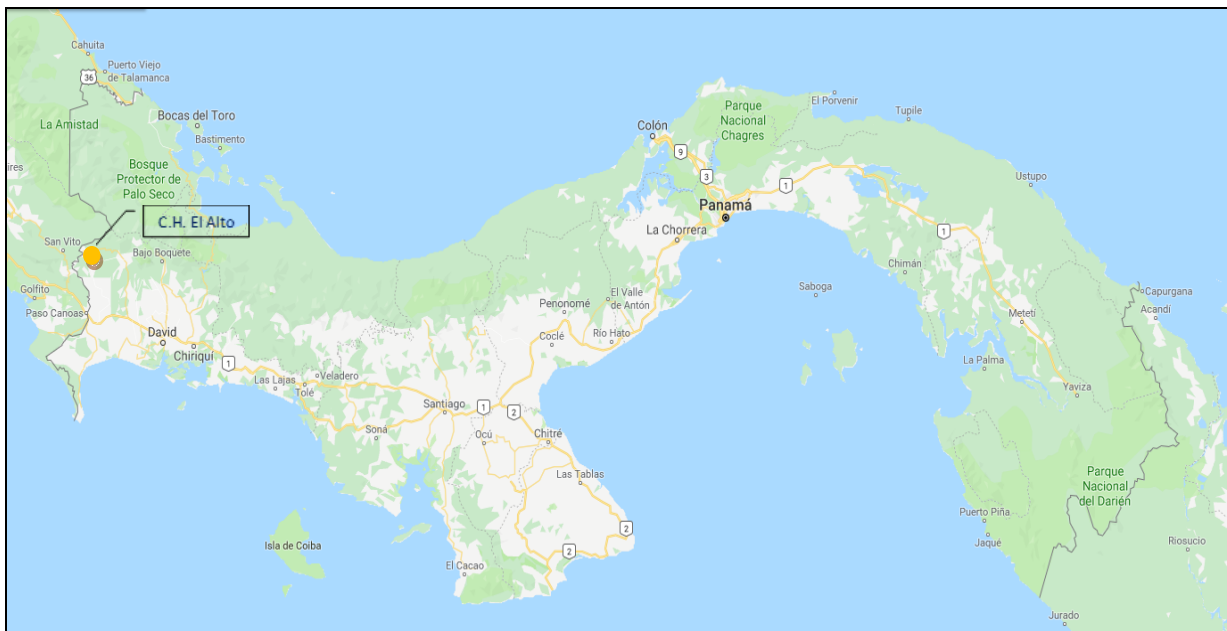 Cahuita
36
Puerto Viejo
de Talamanca
La Amistad
Bocas del Toro
Bastimento
Bosque
Protector de
Palo Seco
C.H. El Alto
San Vito
Bajo Boquete
Golfito
Paso Canoas
David
Chiriquí
1
Las Lajas
Tolé
Veladero
Santiago
Soná
1
2
Ocú
Chitré
Las Tablas
2
2
El Cacao
Isla de Coiba
Penonomé
Coclé
El Valle
de Antón
Río Hato
La Chorrera
Panamá
Colón
9
3
1
Parque
Nacional
Chagres
El Porvenir
Tupile
Ustupo
1
Chimán
Saboga
Metetí
La Palma
Yaviza
Capurgana
Acandí
Parque
Nacional
del Darién
Puerto Piña
Jaqué
Riosucio
Jurado